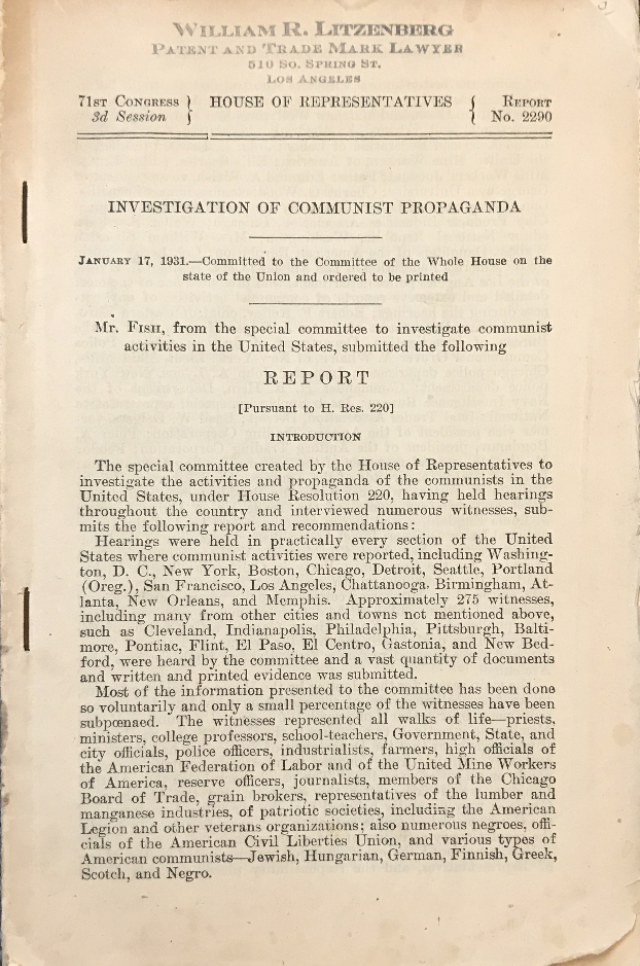 WILLIAM R. LITZENBERG
PATENT AND TRADE MARK LAWYER
510 SO. SPRING ST.
LOS ANGELES
71ST CONGRESS } HOUSE OF REPRESENTATIVES { REPORT
3d Session } { No. 2290
INVESTIGATION OF COMMUNIST PROPAGANDA
JANUARY 17, 1931.—Committed to the Committee of the Whole House on the
state of the Union and ordered to be printed
Mr. FISH, from the special committee to investigate communist
activities in the United States, submitted the following
REPORT
[Pursuant to H. Res. 220]
INTRODUCTION
The special committee created by the House of Representatives to
investigate the activities and propaganda of the communists in the
United States, under House Resolution 220, having held hearings
throughout the country and interviewed numerous witnesses, sub-
mits the following report and recommendations:
Hearings were held in practically every section of the United
States where communist activities were reported, including Washing-
ton, D. C., New York, Boston, Chicago, Detroit, Seattle, Portland
(Oreg.), San Francisco, Los Angeles, Chattanooga, Birmingham, At-
lanta, New Orleans, and Memphis. Approximately 275 witnesses,
including many from other cities and towns not mentioned above,
such as Cleveland, Indianapolis, Philadelphia, Pittsburgh, Balti-
more, Pontiac, Flint, El Paso, El Centro, Gastonia, and New Bed-
ford, were heard by the committee and a vast quantity of documents
and written and printed evidence was submitted.
Most of the information presented to the committee has been done
so voluntarily and only a small percentage of the witnesses have been
subpœnaed. The witnesses represented all walks of life—priests,
ministers, college professors, school-teachers, Government, State, and
city officials, police officers, industrialists, farmers, high officials of
the American Federation of Labor and of the United Mine Workers
of America, reserve officers, journalists, members of the Chicago
Board of Trade, grain brokers, representatives of the lumber and
manganese industries, of patriotic societies, including the American
Legion and other veterans organizations; also numerous negroes, offi-
cials of the American Civil Liberties Union, and various types of
American communists—Jewish, Hungarian, German, Finnish, Greek,
Scotch, and Negro.